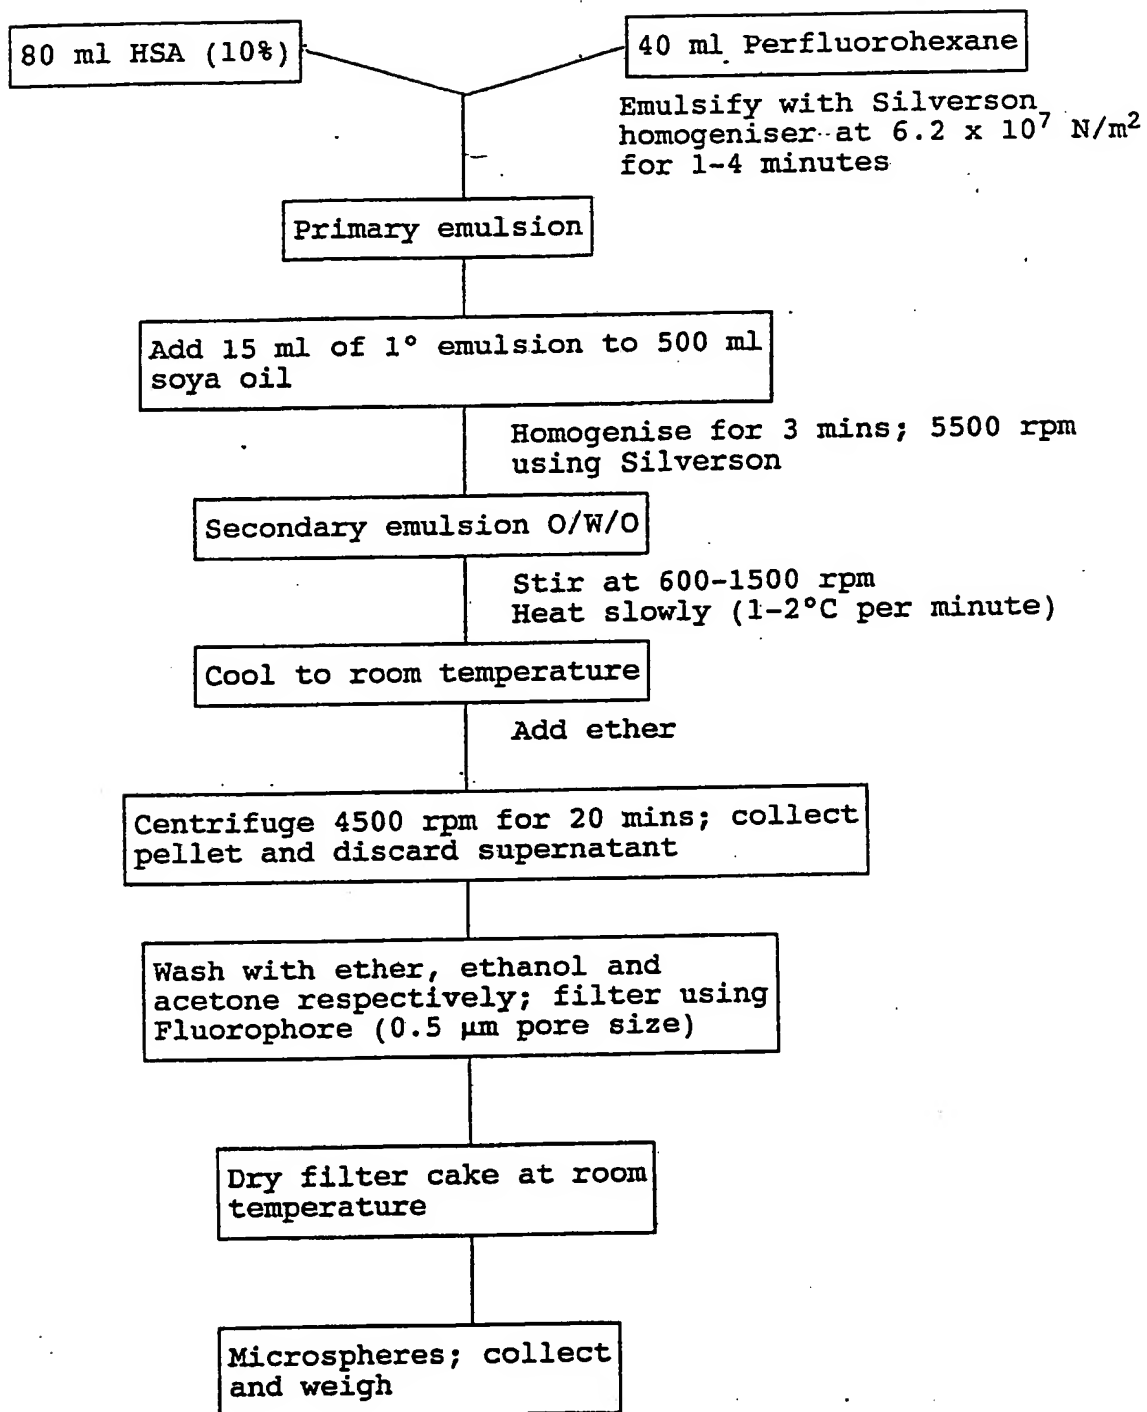 80 ml HSA (10%)
40 ml Perfluorohexane
Emulsify with Silverson
homogeniser at 6.2 x 10⁷ N/m²
for 1-4 minutes
Primary emulsion
Add 15 ml of 1° emulsion to 500 ml
soya oil
Homogenise for 3 mins; 5500 rpm
using Silverson
Secondary emulsion O/W/O
Stir at 600-1500 rpm
Heat slowly (1-2°C per minute)
Cool to room temperature
Add ether
Centrifuge 4500 rpm for 20 mins; collect
pellet and discard supernatant
Wash with ether, ethanol and
acetone respectively; filter using
Fluorophore (0.5 µm pore size)
Dry filter cake at room
temperature
Microspheres; collect
and weigh